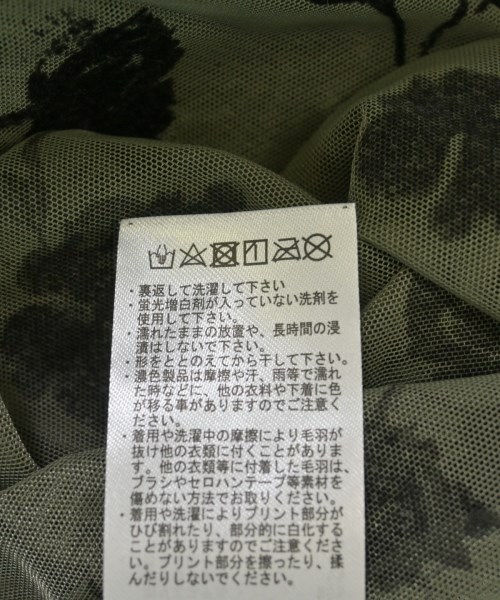 ・裏返して洗濯して下さい
・蛍光増白剤が入っていない洗剤を
使用して下さい。
・濡れたままの放置や、長時間の浸
漬はしないで下さい。
・形をととのえてから干して下さい。
・濃色製品は摩擦や汗、雨等で濡れ
た時などに、他の衣料や下着に色
が移る事がありますのでご注意く
ださい。
・着用や洗濯中の摩擦により毛羽が
抜け他の衣類に付くことがありま
す。他の衣類等に付着した毛羽は、
ブラシやセロハンテープ等素材を
傷めない方法でお取りください。
・着用や洗濯によりプリント部分が
ひび割れたり、部分的に白化する
ことがありますのでご注意くださ
い。プリント部分を擦ったり、揉
んだりしないでください。